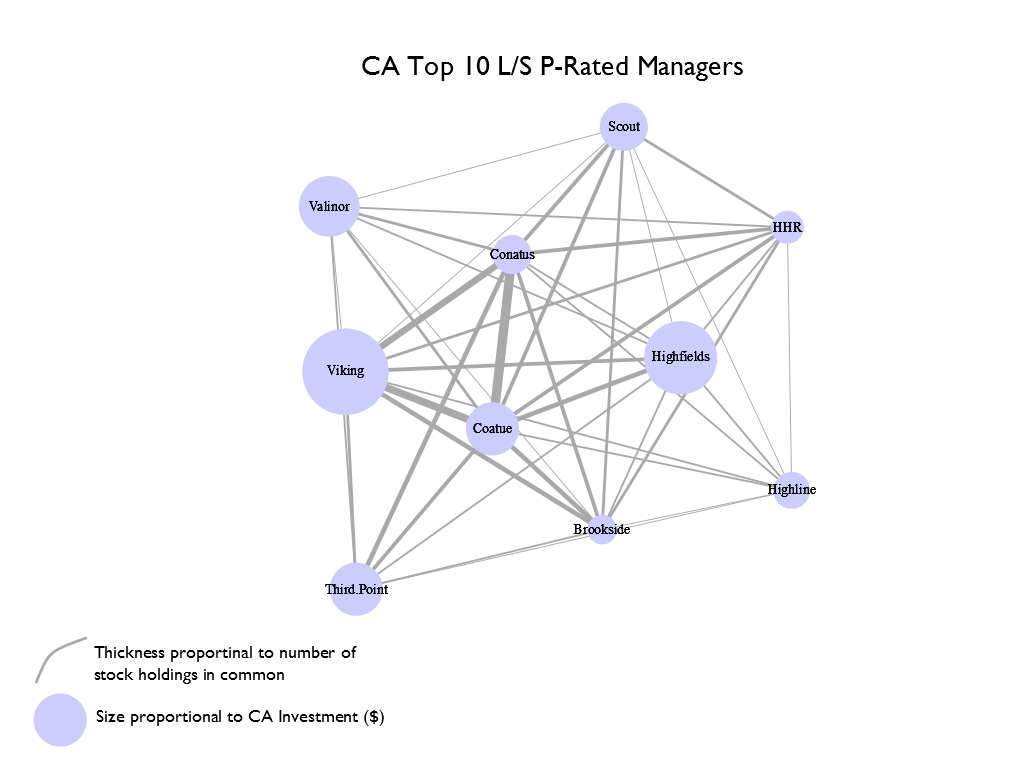 CA Top 10 L/S P-Rated Managers
Scout
Valinor
HHR
Conatus
Highfields
Viking
Coatue
Highline
Brookside
Third.Point
Thickness proportinal to number of
stock holdings in common
Size proportional to CA Investment ($)